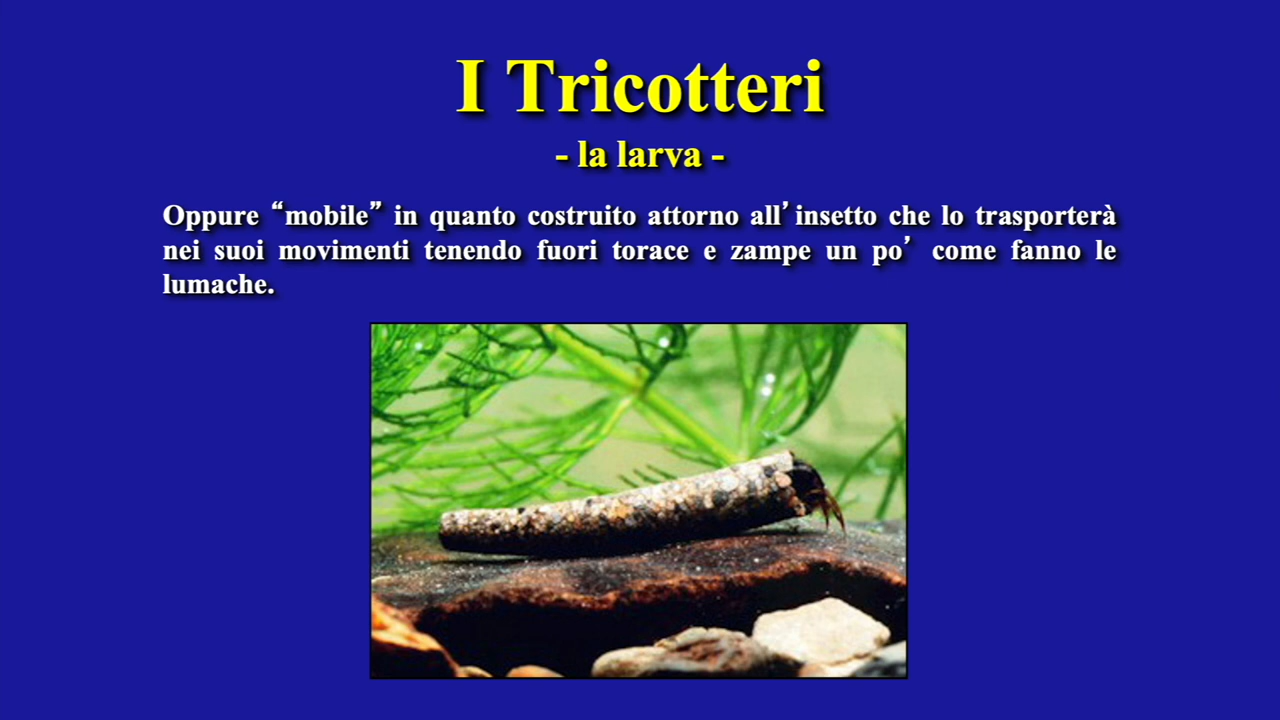 I Tricotteri
- la larva -
Oppure “mobile” in quanto costruito attorno all’insetto che lo trasporterà
nei suoi movimenti tenendo fuori torace e zampe un po’ come fanno le
lumache.